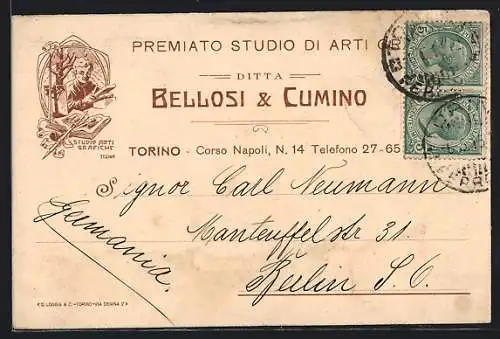 PREMIATO STUDIO DI ARTI G
DITTA
BELLOSI & CUMINO
STUDIO ARTI
GRAFICHE
TORINO - Corso Napoli, N. 14 Telefono 27-65
Signor Carl Neumann
Manteuffelstr 31.
Berlin S. O.
Germania.